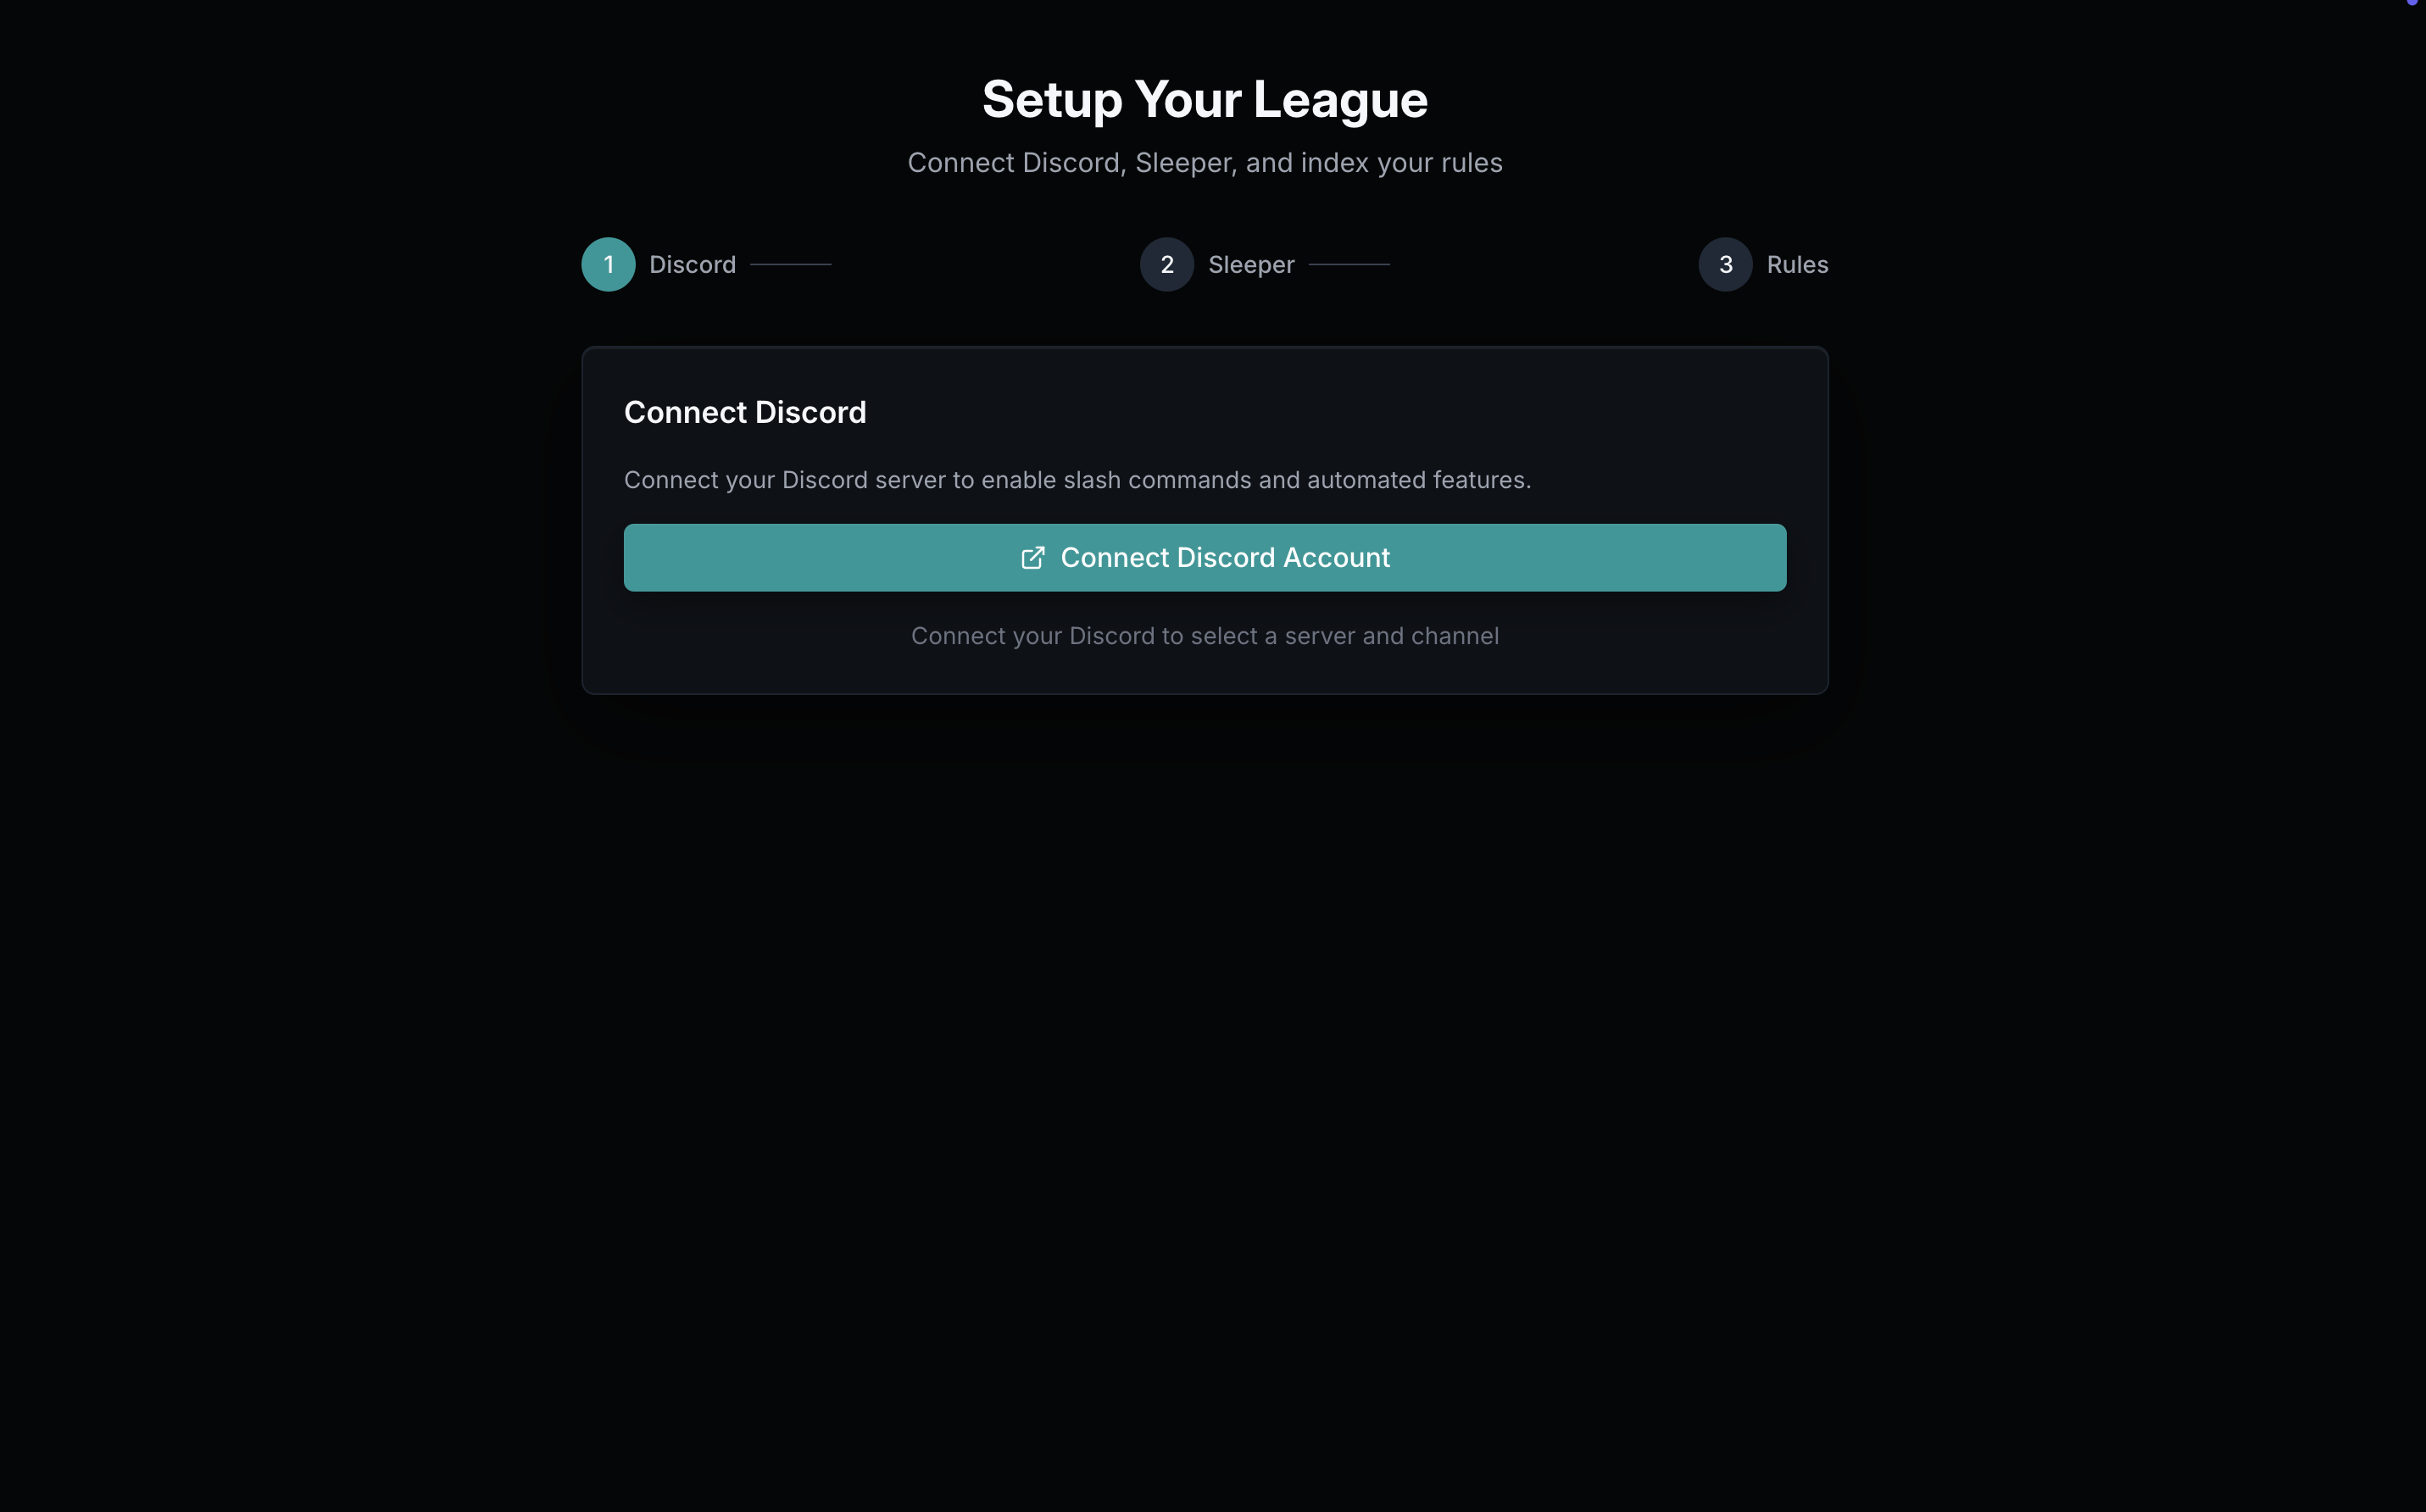 Setup Your League
Connect Discord, Sleeper, and index your rules
1 Discord
2 Sleeper
3 Rules
Connect Discord
Connect your Discord server to enable slash commands and automated features.
Connect Discord Account
Connect your Discord to select a server and channel